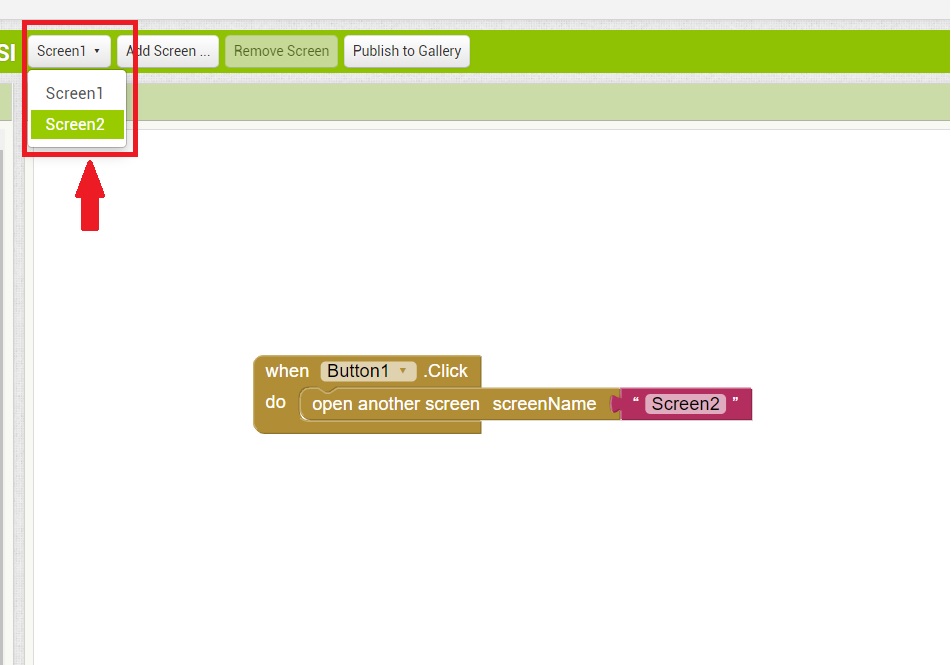 SI Screen1 ▾ Add Screen ... Remove Screen Publish to Gallery
Screen1
Screen2
when Button1 ▾ .Click
do open another screen screenName “ Screen2 ”